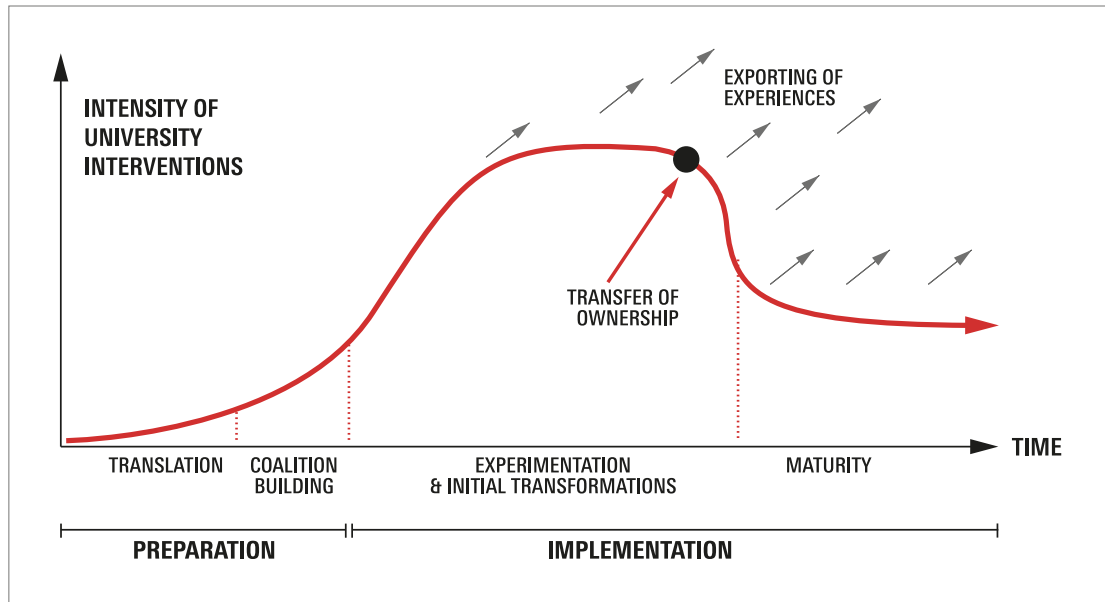 INTENSITY OF
UNIVERSITY
INTERVENTIONS
EXPORTING OF
EXPERIENCES
TRANSFER OF
OWNERSHIP
TIME
TRANSLATION
COALITION
BUILDING
EXPERIMENTATION
& INITIAL TRANSFORMATIONS
MATURITY
PREPARATION
IMPLEMENTATION